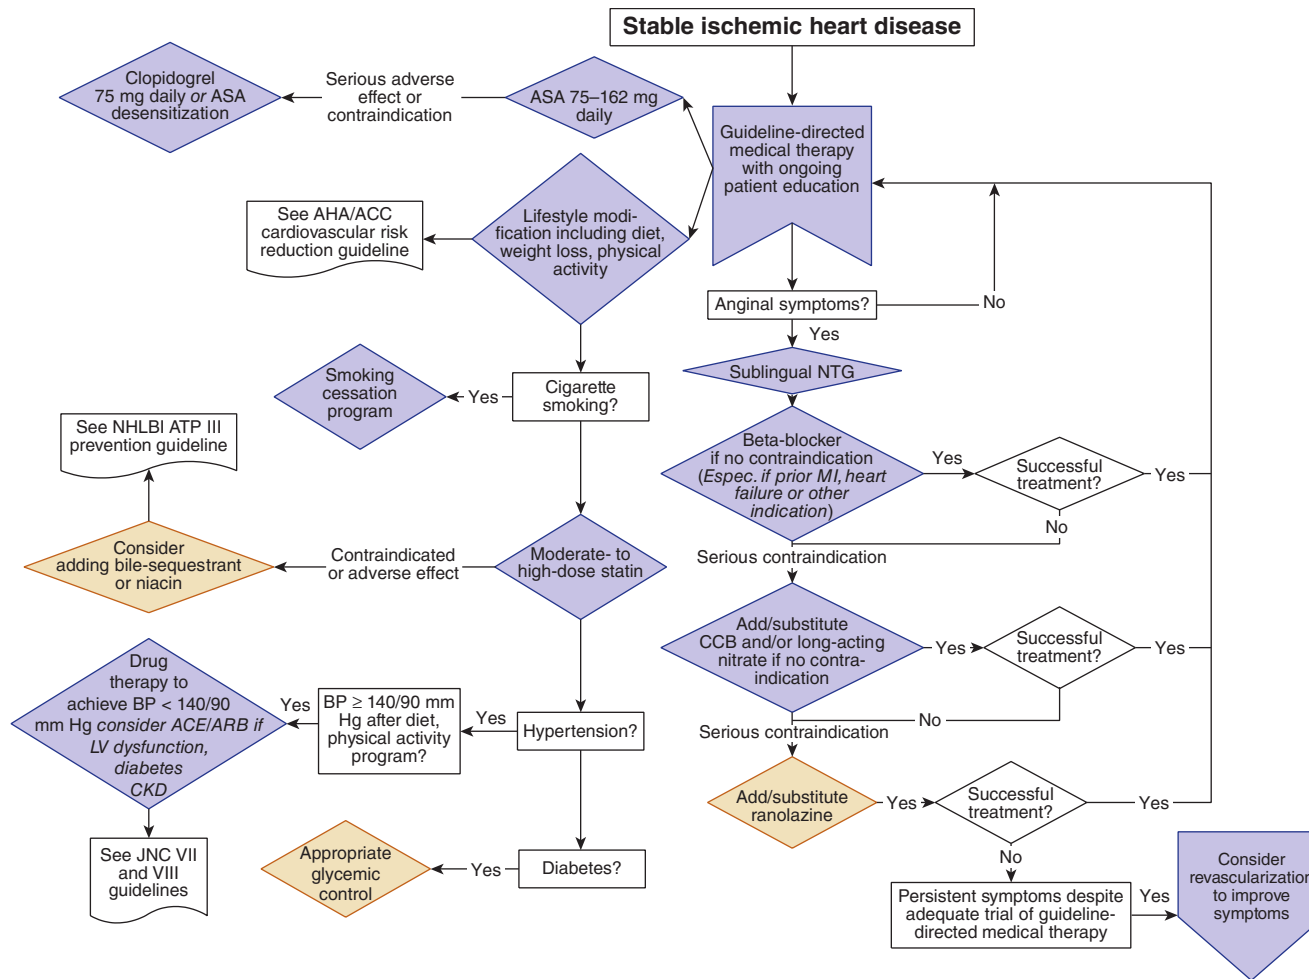 Stable ischemic heart disease
Clopidogrel
75 mg daily or ASA
desensitization
Serious adverse
effect or
contraindication
ASA 75–162 mg
daily
Guideline-directed
medical therapy
with ongoing
patient education
See AHA/ACC
cardiovascular risk
reduction guideline
Lifestyle modi-
fication including diet,
weight loss, physical
activity
Anginal symptoms?
No
Yes
Sublingual NTG
Smoking
cessation
program
Yes
Cigarette
smoking?
See NHLBI ATP III
prevention guideline
Beta-blocker
if no contraindication
(Espec. if prior MI, heart
failure or other
indication)
Yes
Successful
treatment?
Yes
No
Serious contraindication
Consider
adding bile-sequestrant
or niacin
Contraindicated
or adverse effect
Moderate- to
high-dose statin
Add/substitute
CCB and/or long-acting
nitrate if no contra-
indication
Yes
Successful
treatment?
Yes
No
Serious contraindication
Drug
therapy to
achieve BP < 140/90
mm Hg consider ACE/ARB if
LV dysfunction,
diabetes
CKD
Yes
BP ≥ 140/90 mm
Hg after diet,
physical activity
program?
Yes
Hypertension?
Add/substitute
ranolazine
Yes
Successful
treatment?
Yes
No
See JNC VII
and VIII
guidelines
Appropriate
glycemic
control
Yes
Diabetes?
Persistent symptoms despite
adequate trial of guideline-
directed medical therapy
Yes
Consider
revascularization
to improve
symptoms